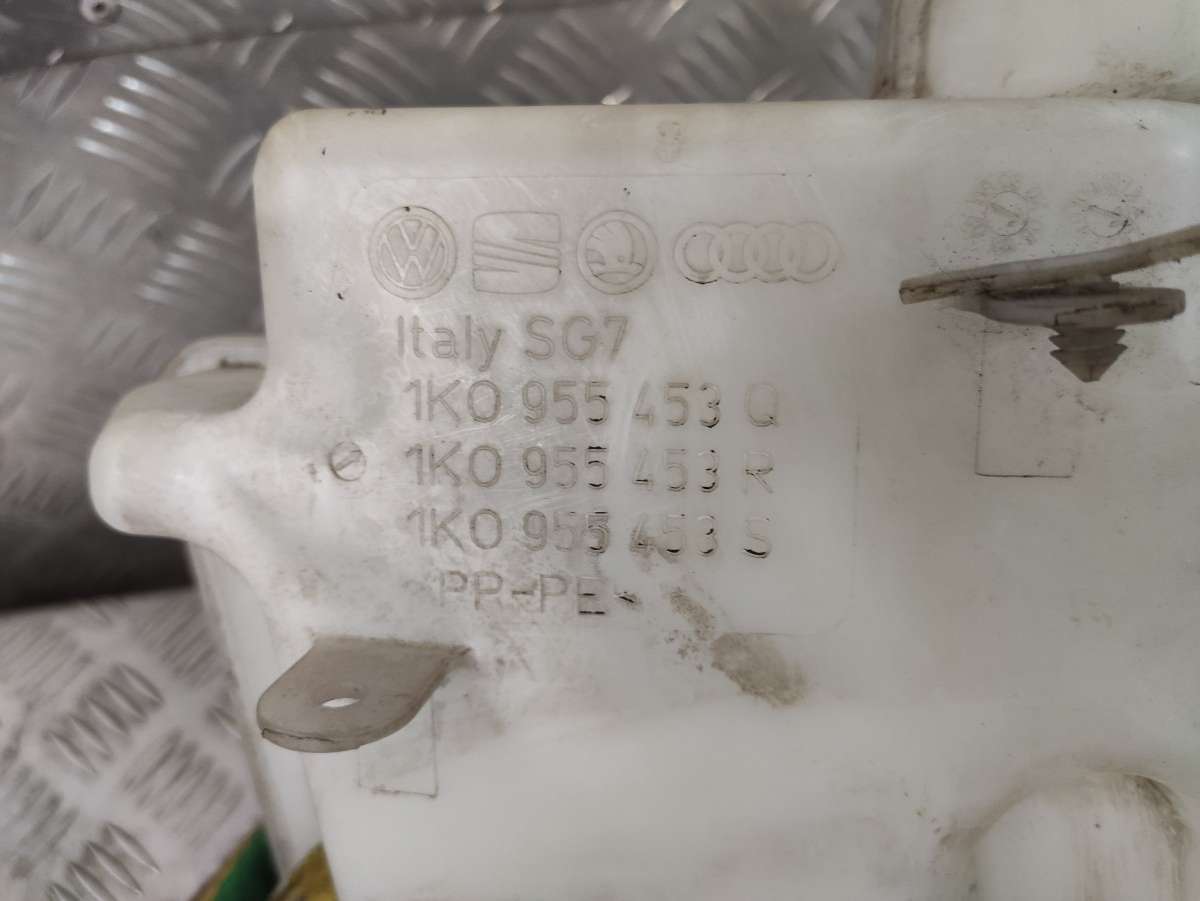 Italy SG7
1K0 955 453 Q
1K0 955 453 R
1K0 955 453 S
PP-PE